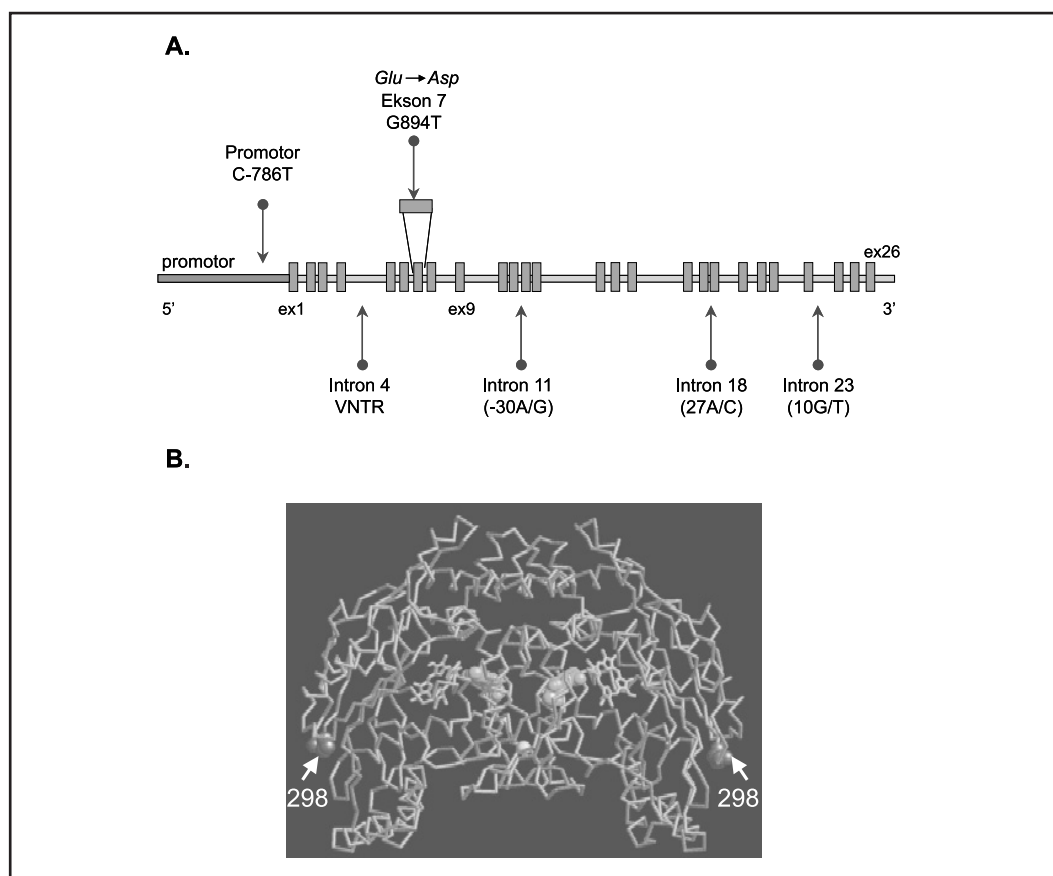 A.
Glu→Asp
Ekson 7
G894T
Promotor
C-786T
promotor
ex26
5’
ex1
ex9
3’
Intron 4
VNTR
Intron 11
(-30A/G)
Intron 18
(27A/C)
Intron 23
(10G/T)
B.
298
298